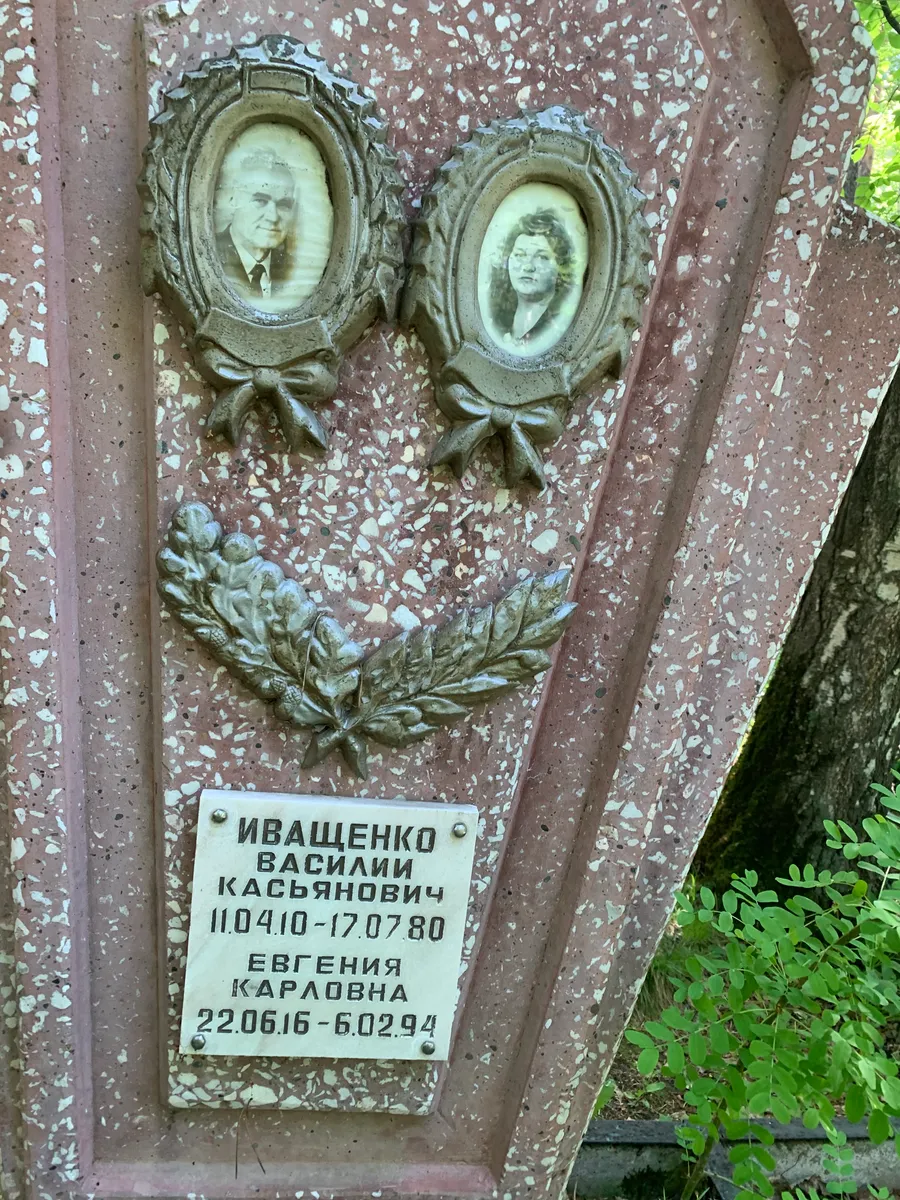 ИВАЩЕНКО
ВАСИЛИИ
КАСЬЯНОВИЧ
11.04.10-17.07.80
ЕВГЕНИЯ
КАРЛОВНА
22.06.16-6.02.94